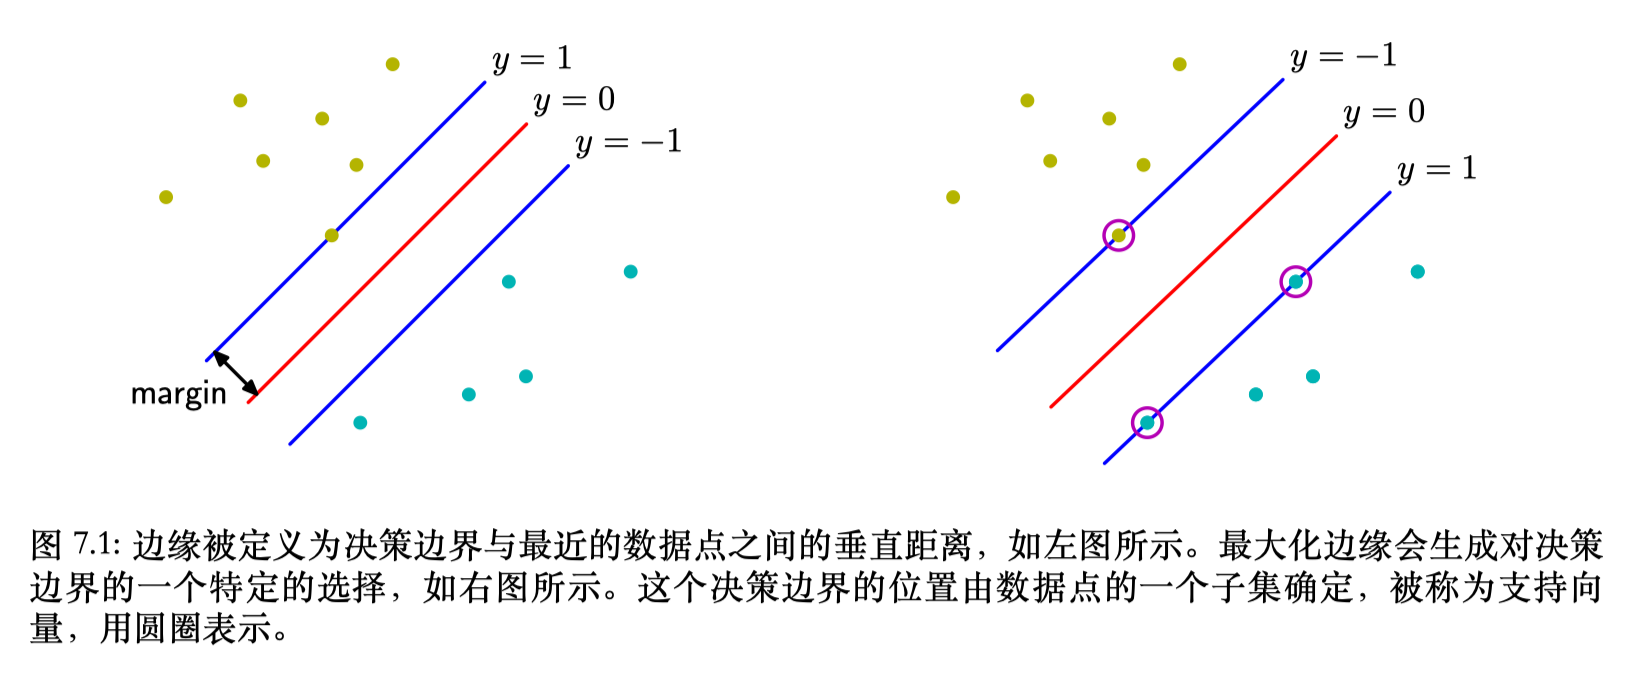 y = 1
y = 0
y = −1
margin
y = −1
y = 0
y = 1
图 7.1: 边缘被定义为决策边界与最近的数据点之间的垂直距离，如左图所示。最大化边缘会生成对决策
边界的一个特定的选择，如右图所示。这个决策边界的位置由数据点的一个子集确定，被称为支持向
量，用圆圈表示。